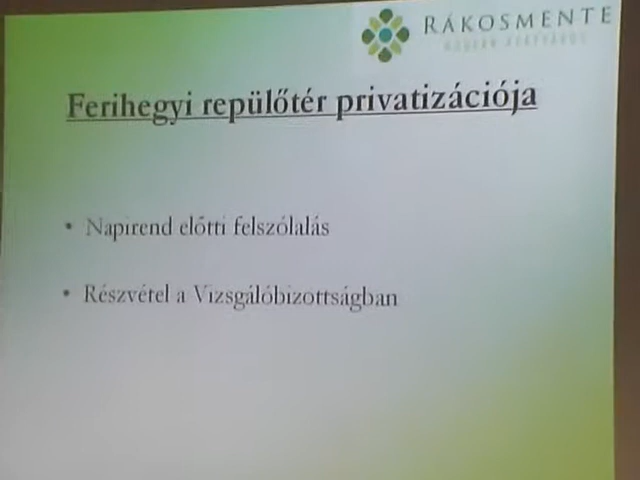 RÁKOSMENTE
Ferihegyi repülőtér privatizációja
• Napirend előtti felszólalás
• Részvétel a Vizsgálóbizottságban